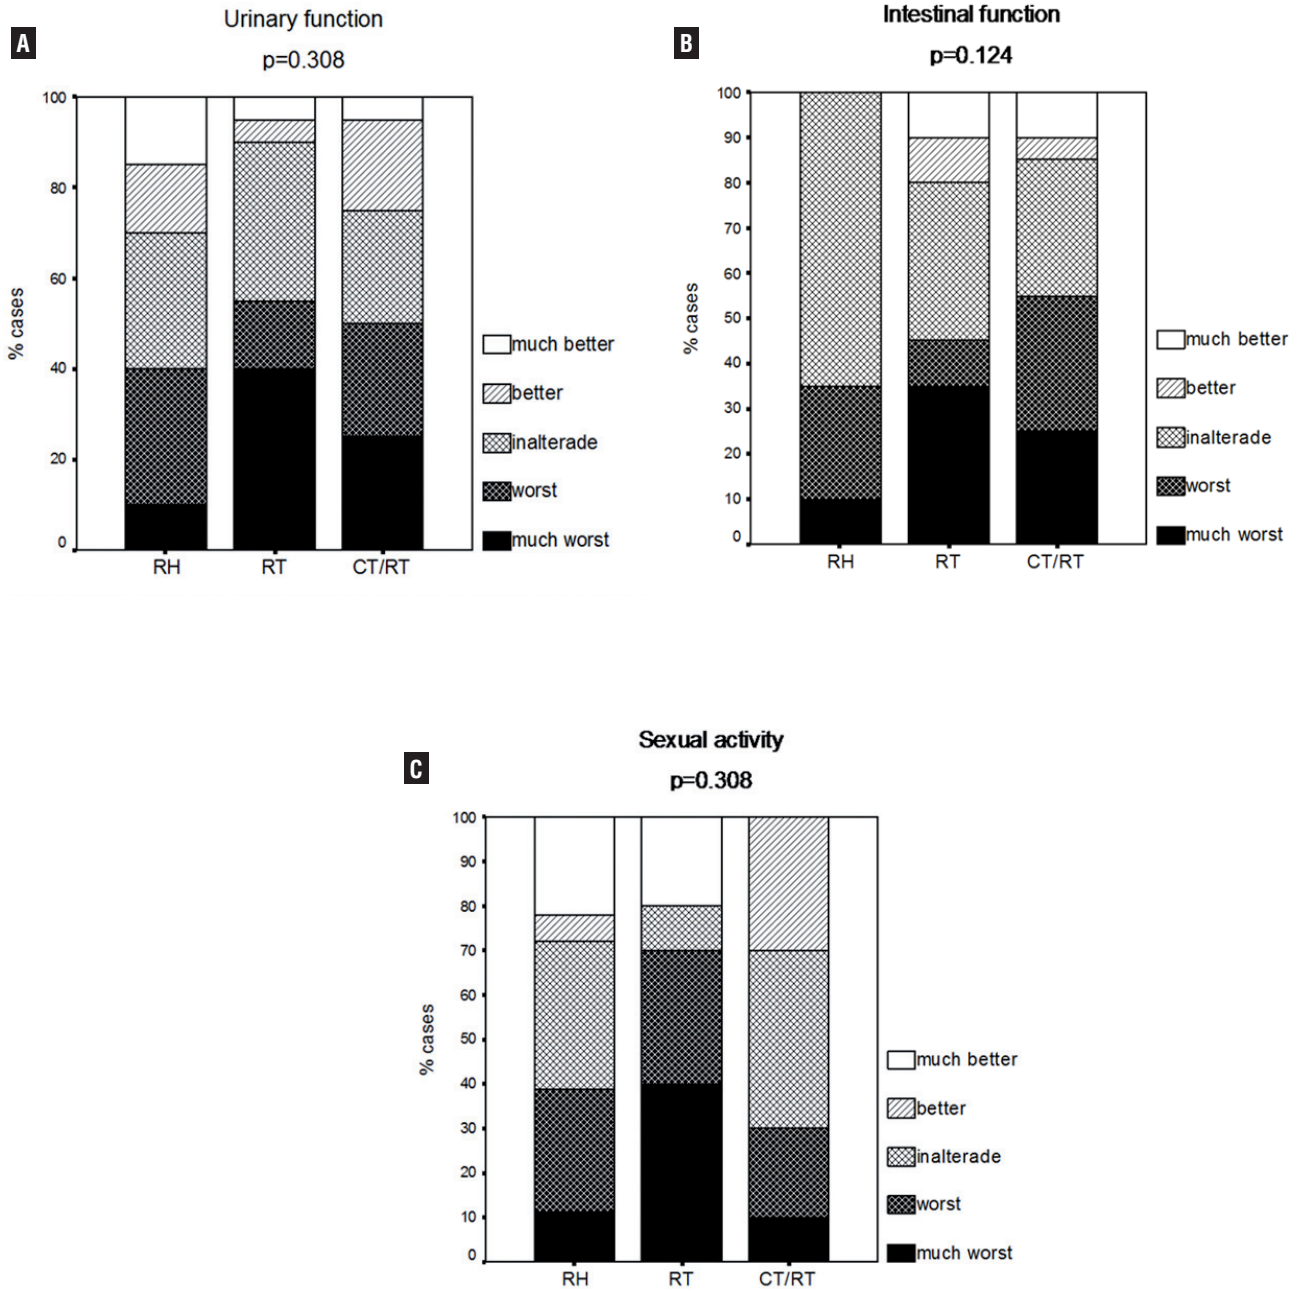 A
Urinary function
p=0.308
100
80
60
40
20
0
% cases
RH
RT
CT/RT
much better
better
inalterade
worst
much worst
B
Intestinal function
p=0.124
100
90
80
70
60
50
40
30
20
10
0
% cases
RH
RT
CT/RT
much better
better
inalterade
worst
much worst
C
Sexual activity
p=0.308
100
90
80
70
60
50
40
30
20
10
0
% cases
RH
RT
CT/RT
much better
better
inalterade
worst
much worst